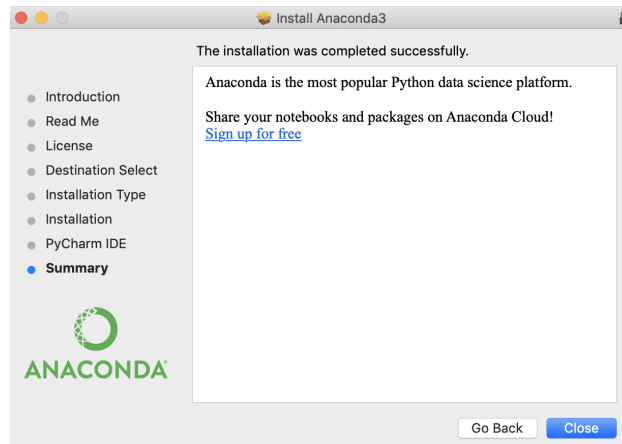 Install Anaconda3
The installation was completed successfully.
Introduction
Read Me
License
Destination Select
Installation Type
Installation
PyCharm IDE
Summary
Anaconda is the most popular Python data science platform.
Share your notebooks and packages on Anaconda Cloud!
Sign up for free
ANACONDA®
Go Back
Close